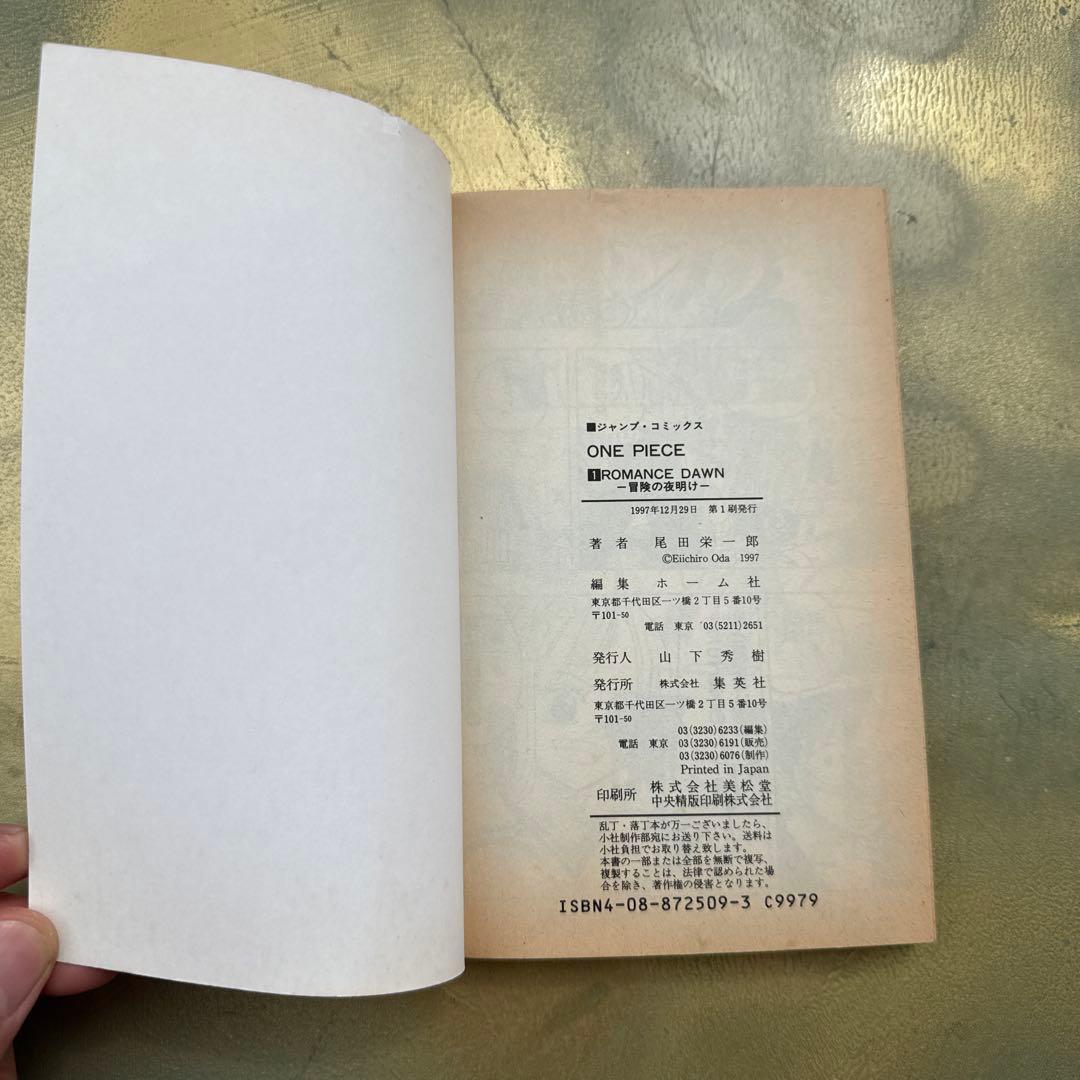 ■ジャンプ・コミックス
ONE PIECE
1 ROMANCE DAWN
―冒険の夜明け―
1997年12月29日 第1刷発行
著者 尾田栄一郎
©Eiichiro Oda 1997
編集 ホーム社
東京都千代田区一ツ橋2丁目5番10号
〒101-50
電話 東京 03(5211)2651
発行人 山下秀樹
発行所 株式会社 集英社
東京都千代田区一ツ橋2丁目5番10号
〒101-50
03(3230)6233(編集)
電話 東京 03(3230)6191(販売)
03(3230)6076(制作)
Printed in Japan
印刷所 株式会社美松堂
中央精版印刷株式会社
乱丁・落丁本が万一ございましたら、
小社制作部宛にお送り下さい。送料は
小社負担でお取り替え致します。
本書の一部または全部を無断で複写、
複製することは、法律で認められた場
合を除き、著作権の侵害となります。
ISBN4-08-872509-3 C9979